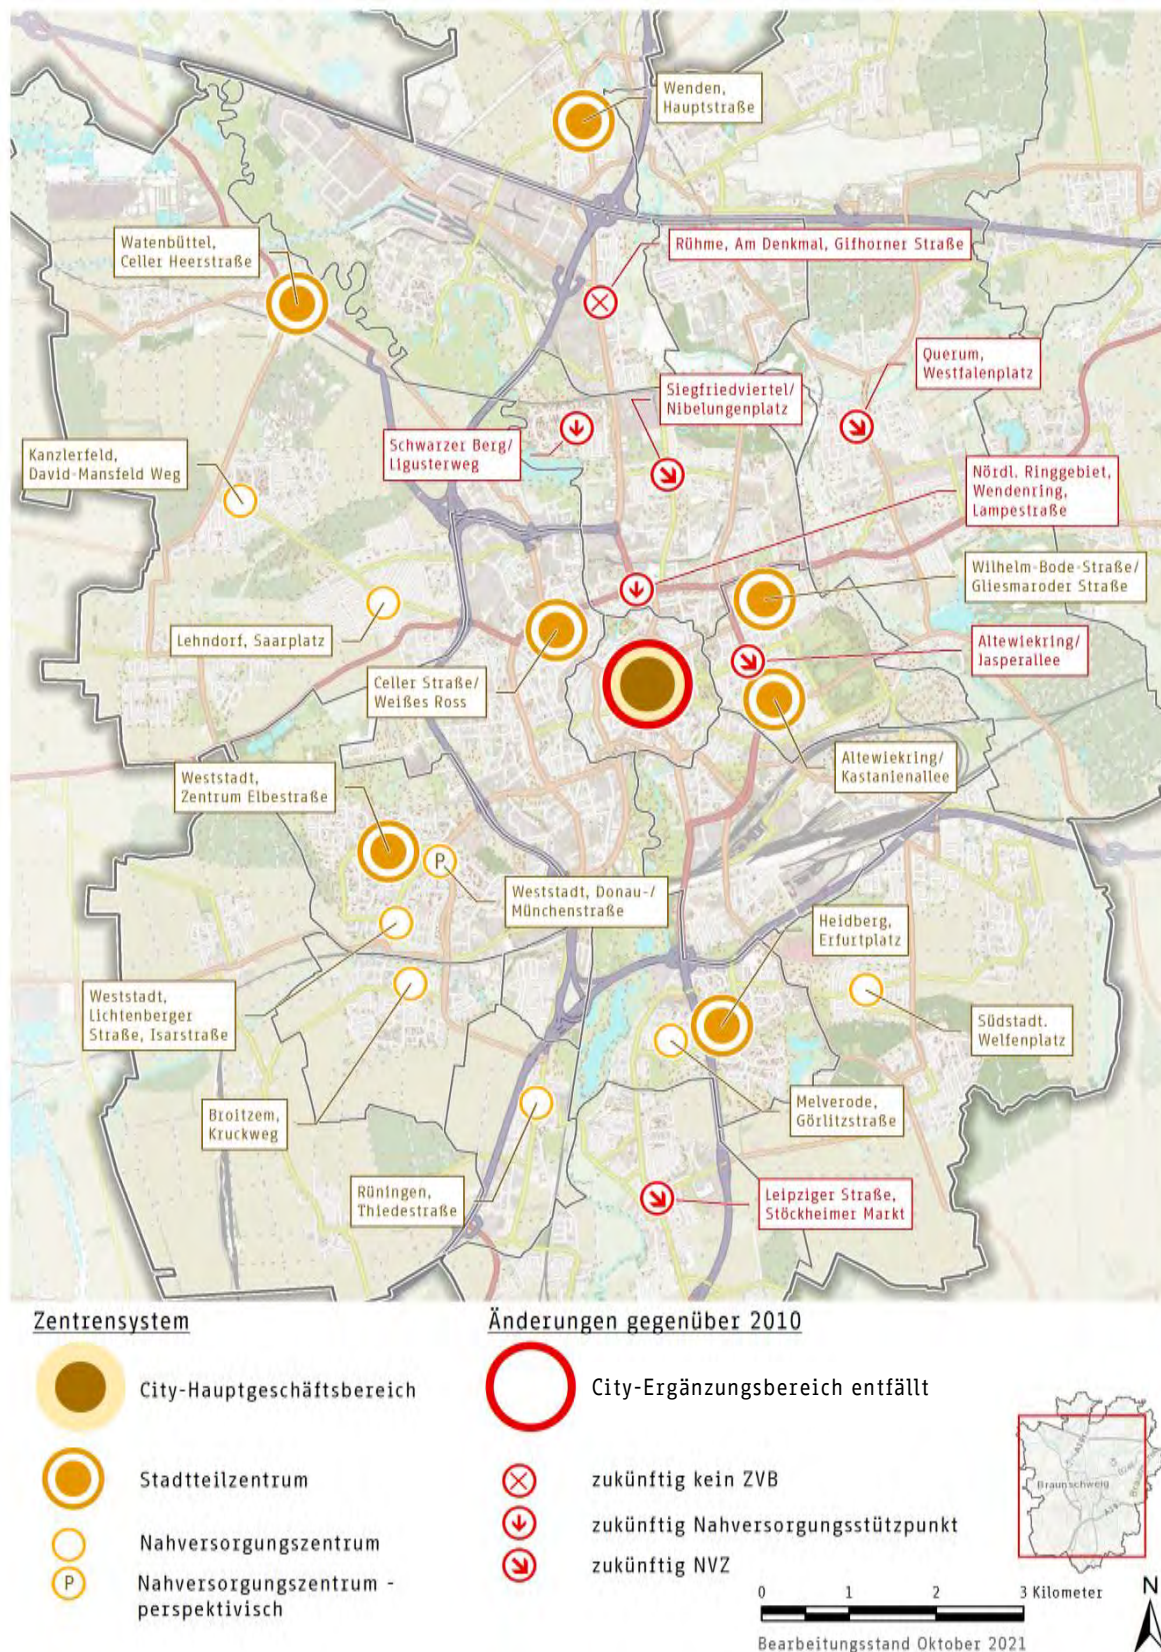 Wenden,
Hauptstraße
Watenbüttel,
Celler Heerstraße
Rühme, Am Denkmal, Gifhorner Straße
Querum,
Westfalenplatz
Siegfriedviertel/
Nibelungenplatz
Schwarzer Berg/
Ligusterweg
Kanzlerfeld,
David-Mansfeld Weg
Nördl. Ringgebiet,
Wendenring,
Lampestraße
Wilhelm-Bode-Straße/
Gliesmaroder Straße
Lehndorf, Saarplatz
Altewiekring/
Jasperallee
Celler Straße/
Weißes Ross
Altewiekring/
Kastanienallee
Weststadt,
Zentrum Elbestraße
P
Weststadt, Donau-/
Münchenstraße
Heidberg,
Erfurtplatz
Weststadt,
Lichtenberger
Straße, Isarstraße
Südstadt.
Welfenplatz
Broitzem,
Kruckweg
Melverode,
Görlitzstraße
Rüningen,
Thiedestraße
Leipziger Straße,
Stöckheimer Markt
Zentrensystem
City-Hauptgeschäftsbereich
Stadtteilzentrum
Nahversorgungszentrum
P
Nahversorgungszentrum -
perspektivisch
Änderungen gegenüber 2010
City-Ergänzungsbereich entfällt
zukünftig kein ZVB
zukünftig Nahversorgungsstützpunkt
zukünftig NVZ
Braunschweig
0 1 2 3 Kilometer
N
Bearbeitungsstand Oktober 2021